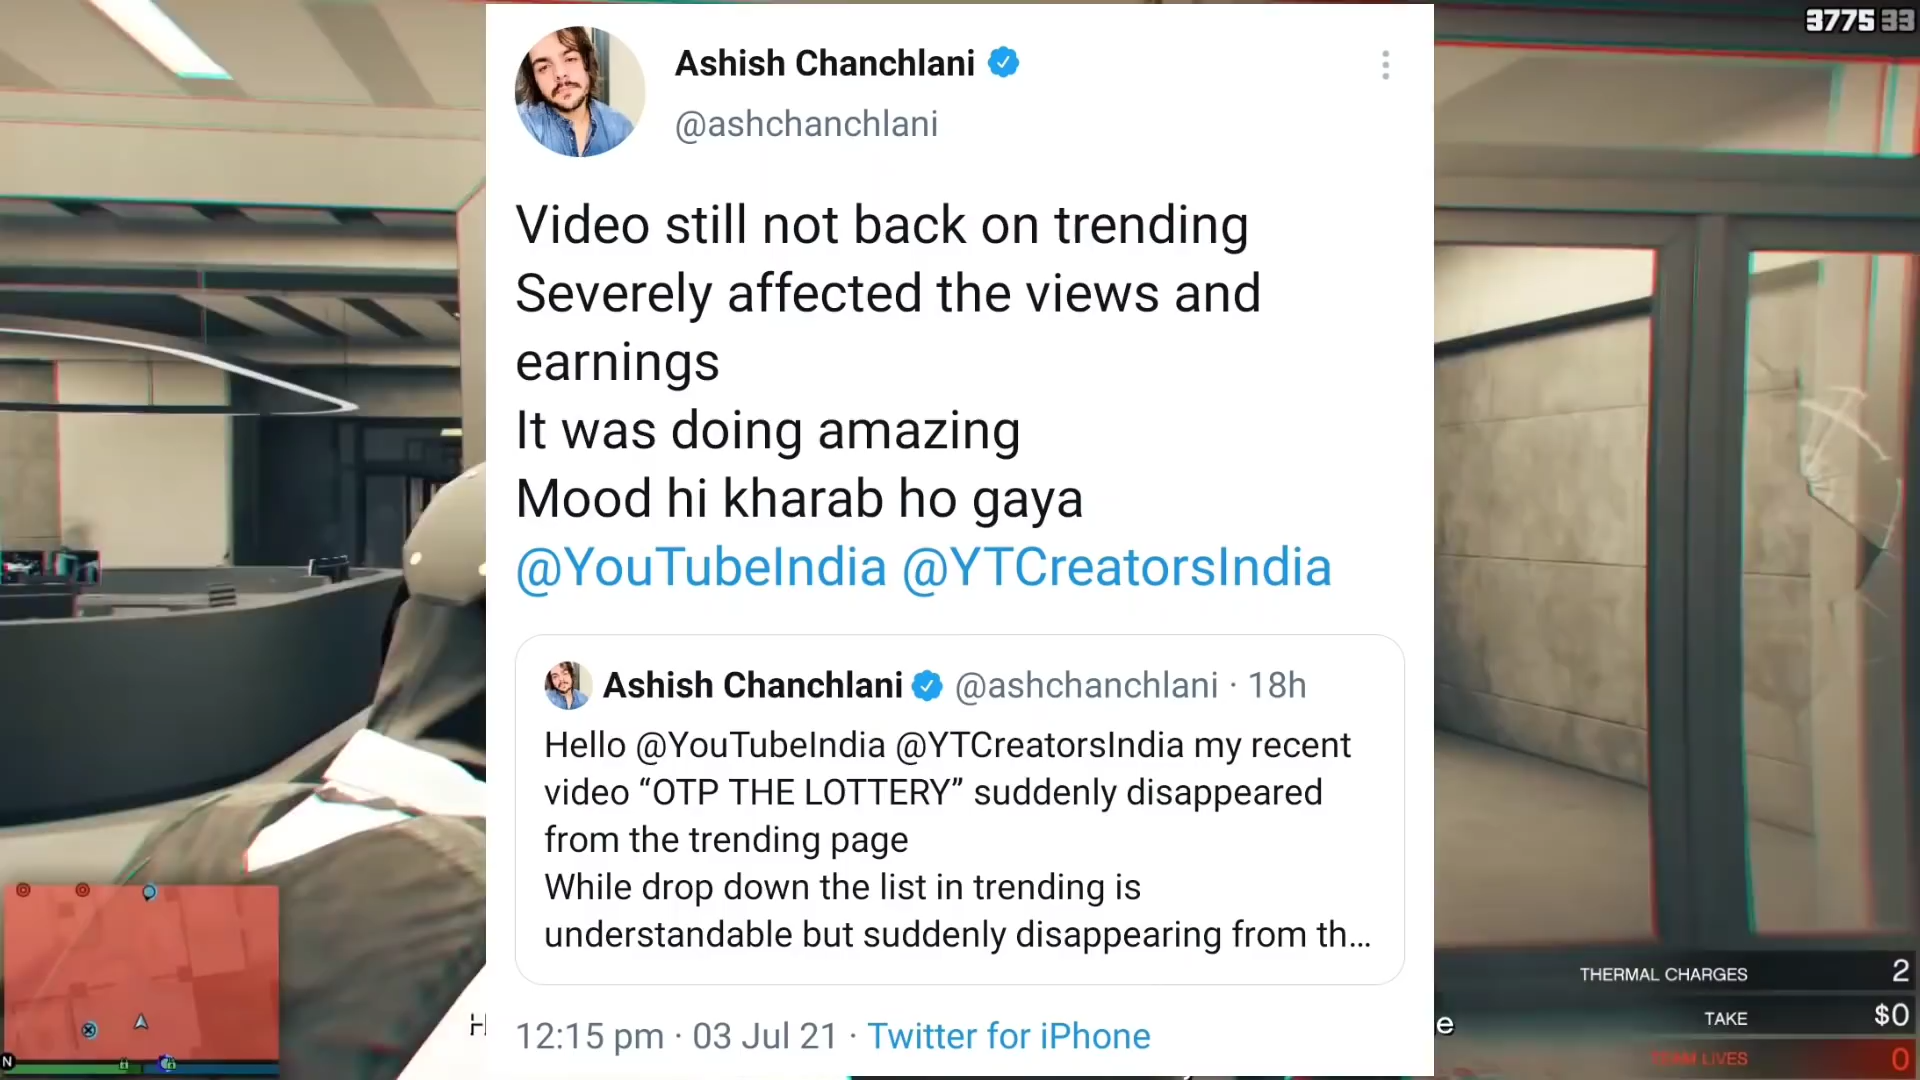 3775 33
Ashish Chanchlani
@ashchanchlani
Video still not back on trending
Severely affected the views and
earnings
It was doing amazing
Mood hi kharab ho gaya
@YouTubeIndia @YTCreatorsIndia
Ashish Chanchlani @ashchanchlani · 18h
Hello @YouTubeIndia @YTCreatorsIndia my recent
video “OTP THE LOTTERY” suddenly disappeared
from the trending page
While drop down the list in trending is
understandable but suddenly disappearing from th...
12:15 pm · 03 Jul 21 · Twitter for iPhone
THERMAL CHARGES 2
TAKE $0
TEAM LIVES 0
N